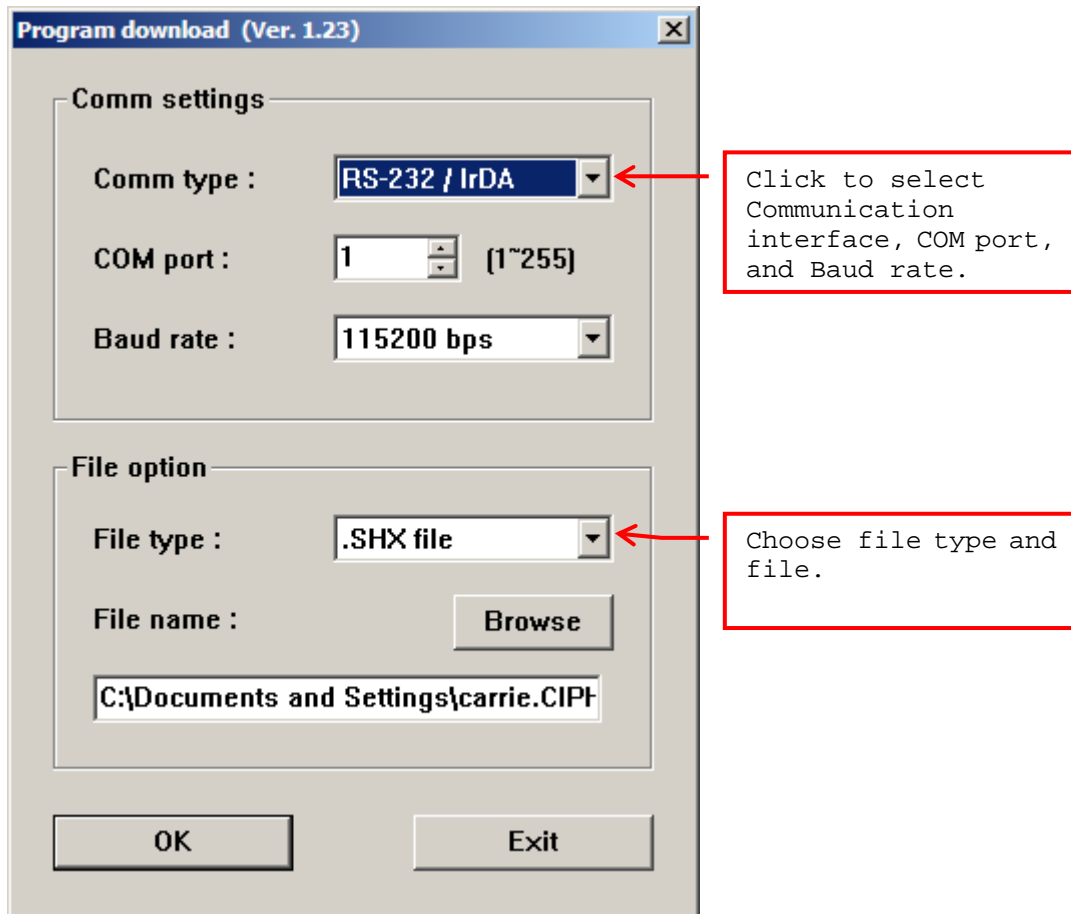 Program download (Ver. 1.23)
Comm settings
Comm type : RS-232 / IrDA
COM port : 1 (1~255)
Baud rate : 115200 bps
Click to select
Communication
interface, COM port,
and Baud rate.
File option
File type : .SHX file
File name : Browse
C:\Documents and Settings\carrie.CIPH
Choose file type and
file.
OK Exit